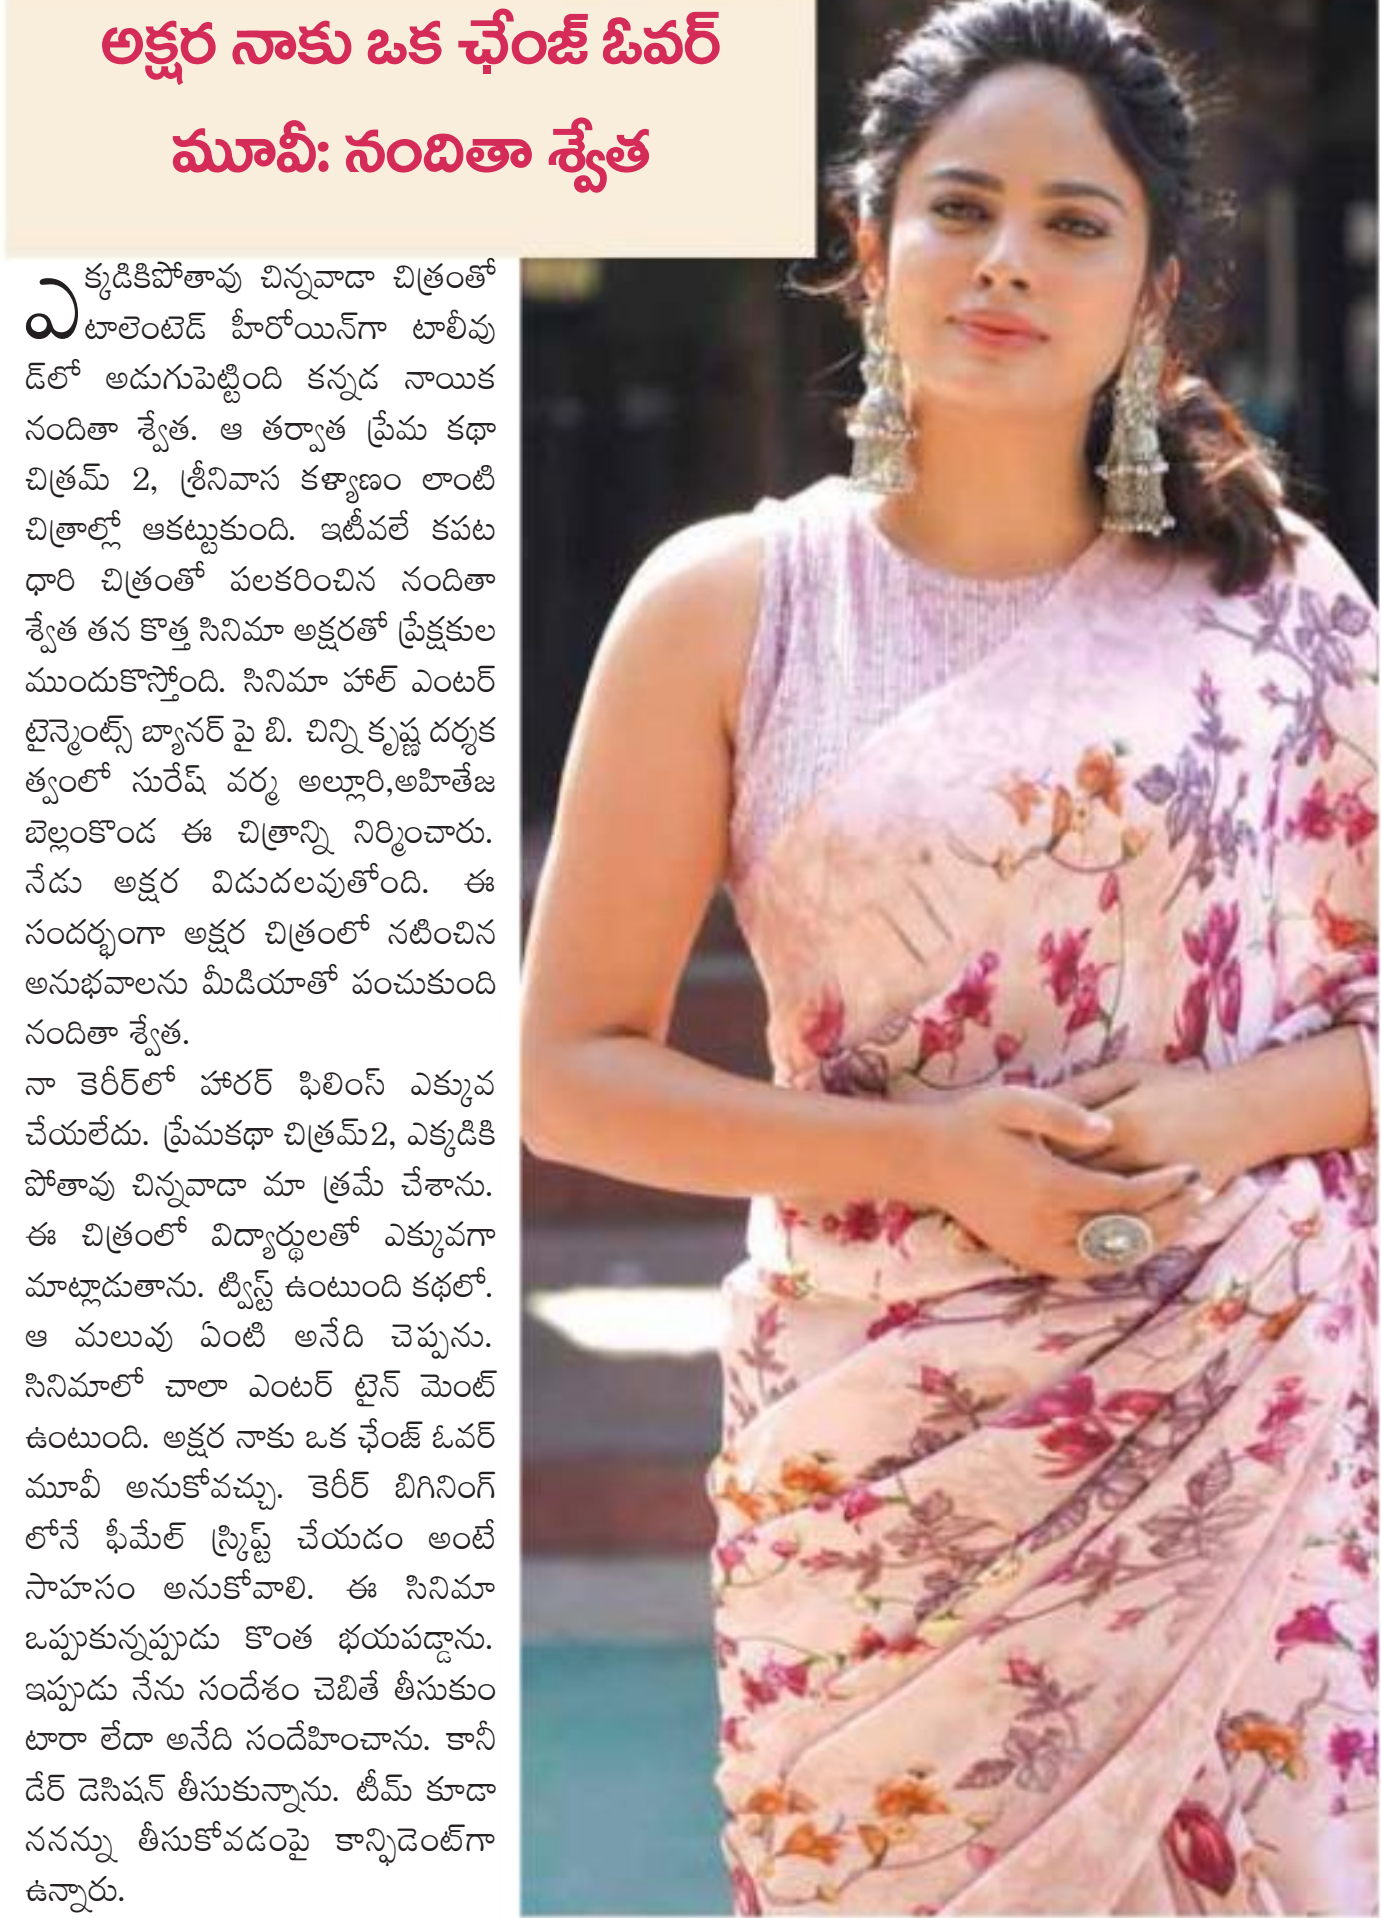 అక్షర నాకు ఒక ఛేంజ్ ఓవర్
మూవీ: నందితా శ్వేత
ఎక్కడికిపోతావు చిన్నవాడా చిత్రంతో
టాలెంటెడ్ హీరోయిన్‌గా టాలీవు
డ్‌లో అడుగుపెట్టింది కన్నడ నాయిక
నందితా శ్వేత. ఆ తర్వాత ప్రేమ కథా
చిత్రమ్ 2, శ్రీనివాస కళ్యాణం లాంటి
చిత్రాల్లో ఆకట్టుకుంది. ఇటీవలే కపట
ధారి చిత్రంతో పలకరించిన నందితా
శ్వేత తన కొత్త సినిమా అక్షరతో ప్రేక్షకుల
ముందుకొస్తోంది. సినిమా హాల్ ఎంటర్
టైన్మెంట్స్ బ్యానర్ పై బి. చిన్ని కృష్ణ దర్శక
త్వంలో సురేష్ వర్మ అల్లూరి,అహితేజ
బెల్లంకొండ ఈ చిత్రాన్ని నిర్మించారు.
నేడు అక్షర విడుదలవుతోంది. ఈ
సందర్భంగా అక్షర చిత్రంలో నటించిన
అనుభవాలను మీడియాతో పంచుకుంది
నందితా శ్వేత.
నా కెరీర్‌లో హారర్ ఫిలింస్ ఎక్కువ
చేయలేదు. ప్రేమకథా చిత్రమ్2, ఎక్కడికి
పోతావు చిన్నవాడా మా త్రమే చేశాను.
ఈ చిత్రంలో విద్యార్థులతో ఎక్కువగా
మాట్లాడుతాను. ట్విస్ట్ ఉంటుంది కథలో.
ఆ మలువు ఏంటి అనేది చెప్పను.
సినిమాలో చాలా ఎంటర్ టైన్ మెంట్
ఉంటుంది. అక్షర నాకు ఒక ఛేంజ్ ఓవర్
మూవీ అనుకోవచ్చు. కెరీర్ బిగినింగ్
లోనే ఫీమేల్ స్క్రిప్ట్ చేయడం అంటే
సాహసం అనుకోవాలి. ఈ సినిమా
ఒప్పుకున్నప్పుడు కొంత భయపడ్డాను.
ఇప్పుడు నేను సందేశం చెబితే తీసుకుం
టారా లేదా అనేది సందేహించాను. కానీ
డేర్ డెసిషన్ తీసుకున్నాను. టీమ్ కూడా
ననన్ను తీసుకోవడంపై కాన్ఫిడెంట్‌గా
ఉన్నారు.